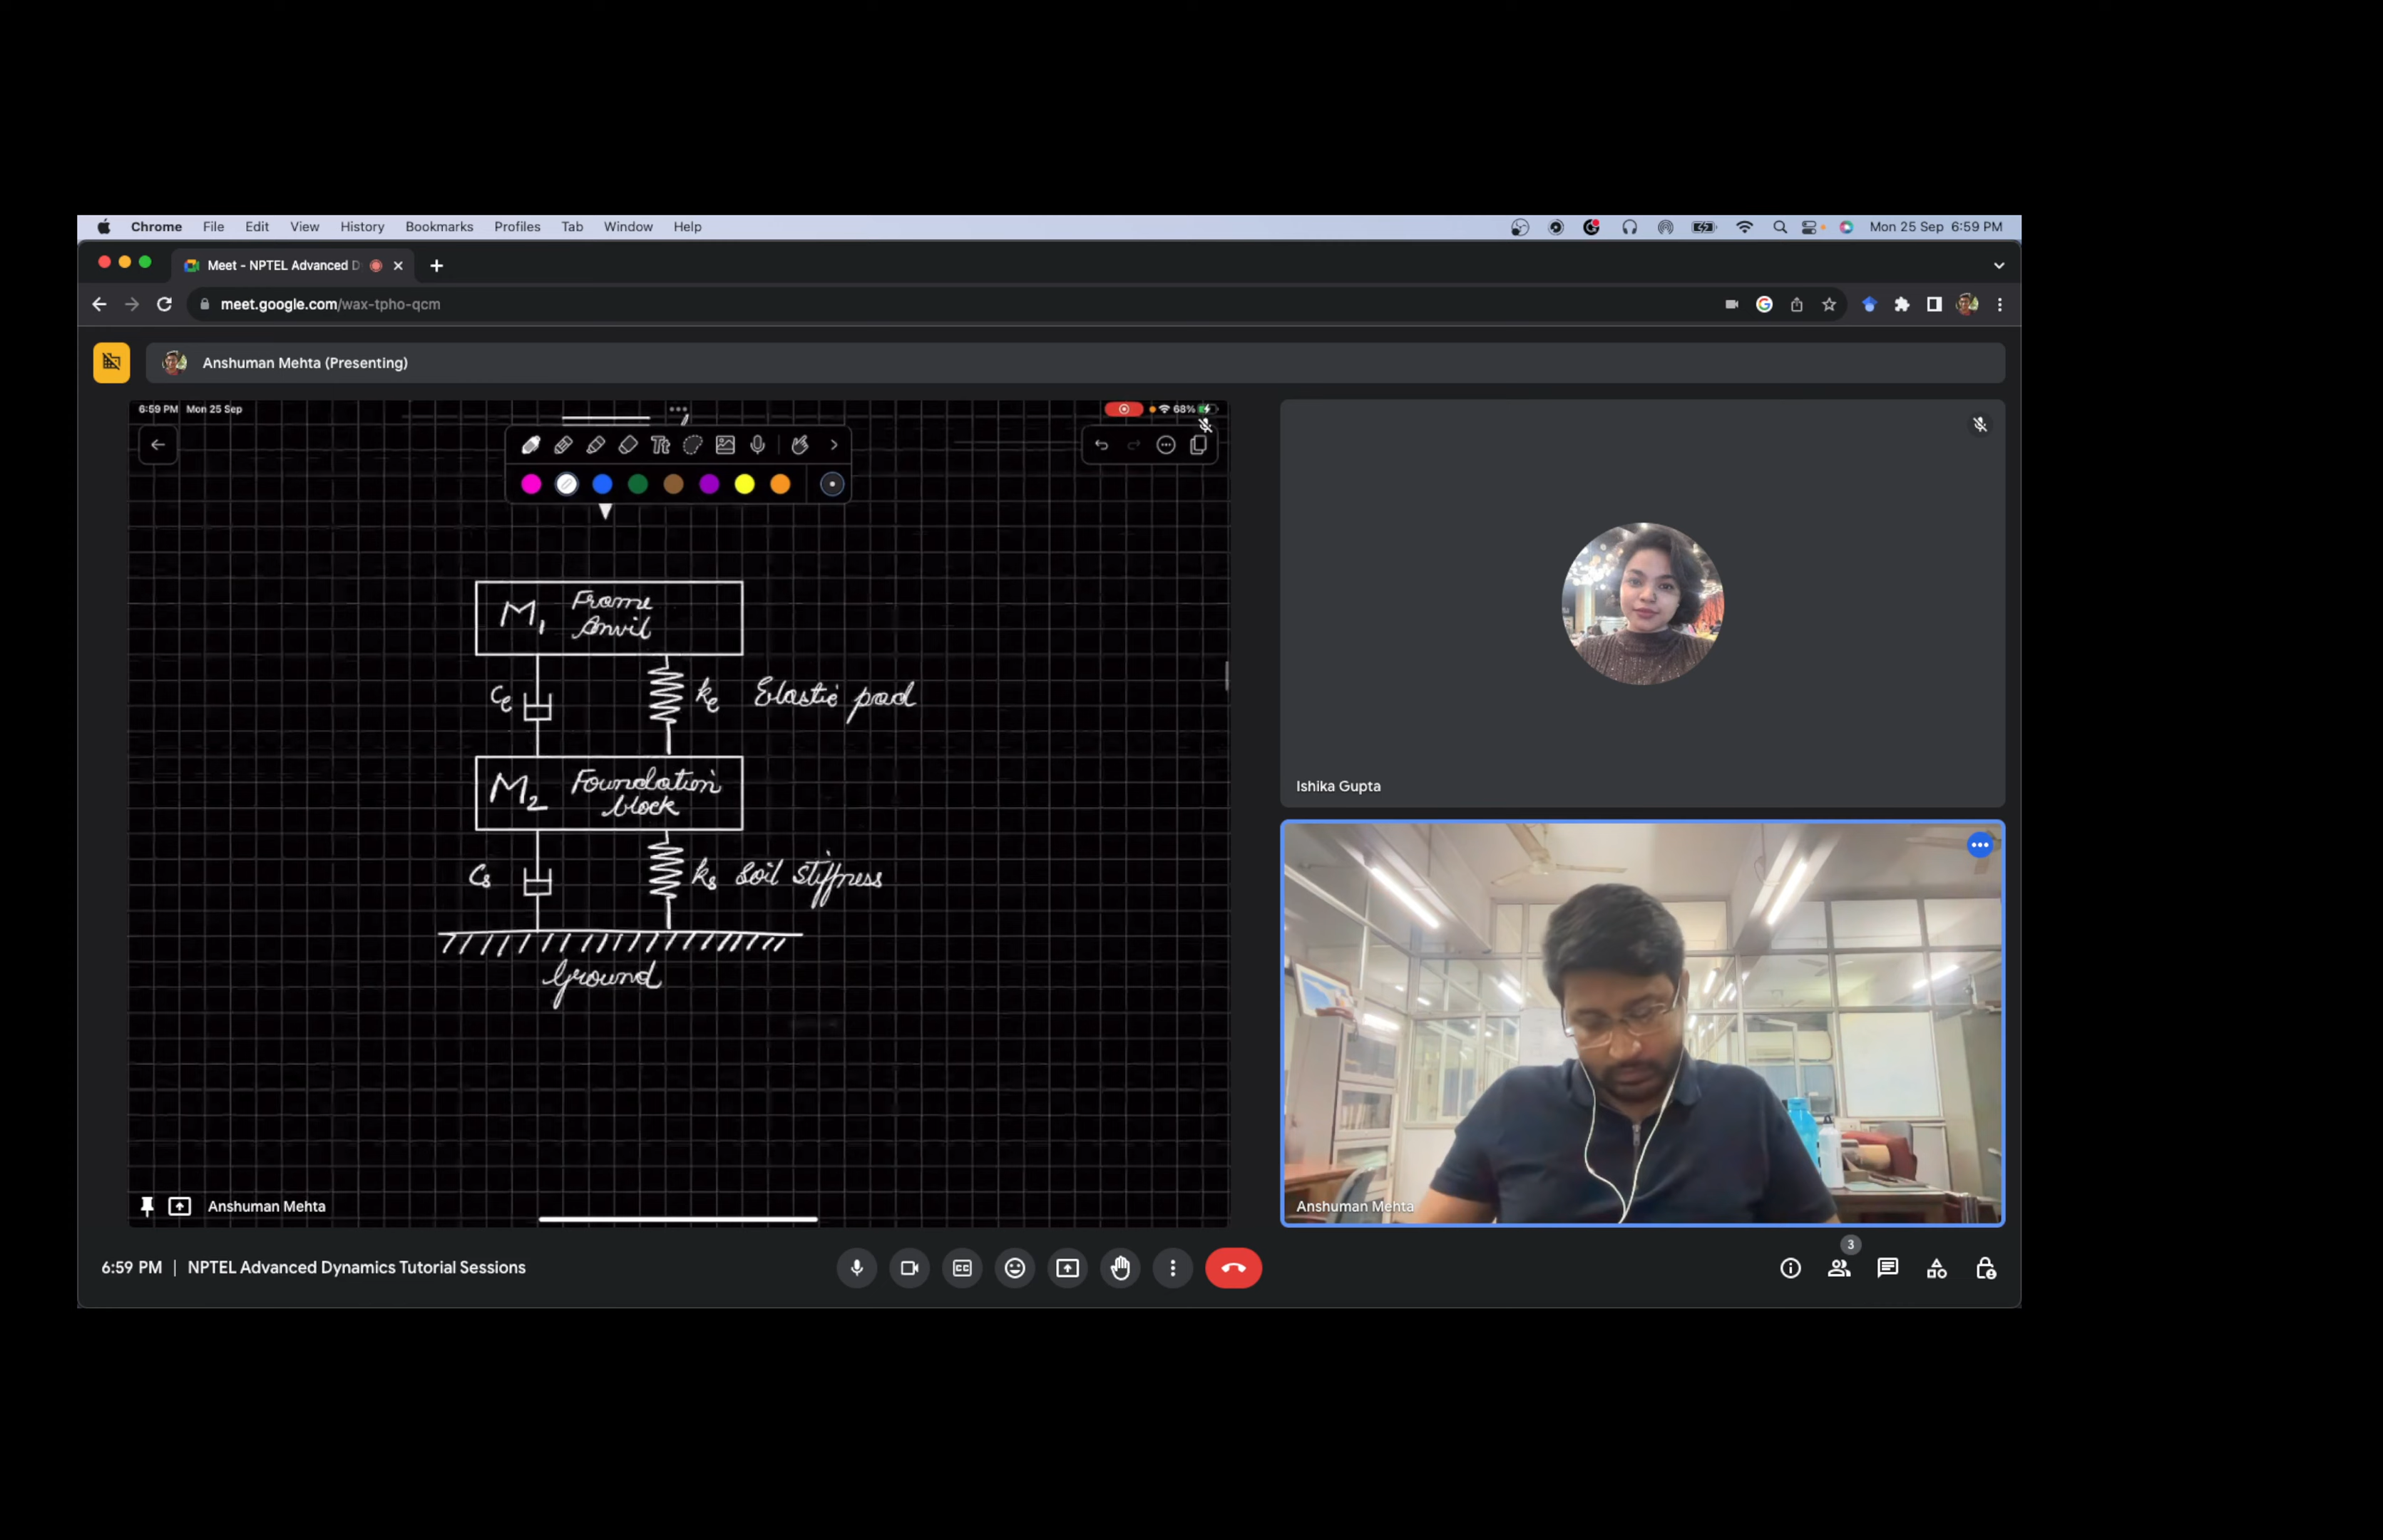 Chrome File Edit View History Bookmarks Profiles Tab Window Help Mon 25 Sep 6:59 PM
Meet - NPTEL Advanced D
meet.google.com/wax-tpho-qcm
Anshuman Mehta (Presenting)
6:59 PM Mon 25 Sep 68%
Tt
M1 Frame
Anvil
Ce ke Elastic pad
M2 Foundation
block
Cs ks Soil stiffness
Ground
Anshuman Mehta
Ishika Gupta
Anshuman Mehta
6:59 PM | NPTEL Advanced Dynamics Tutorial Sessions
CC
3